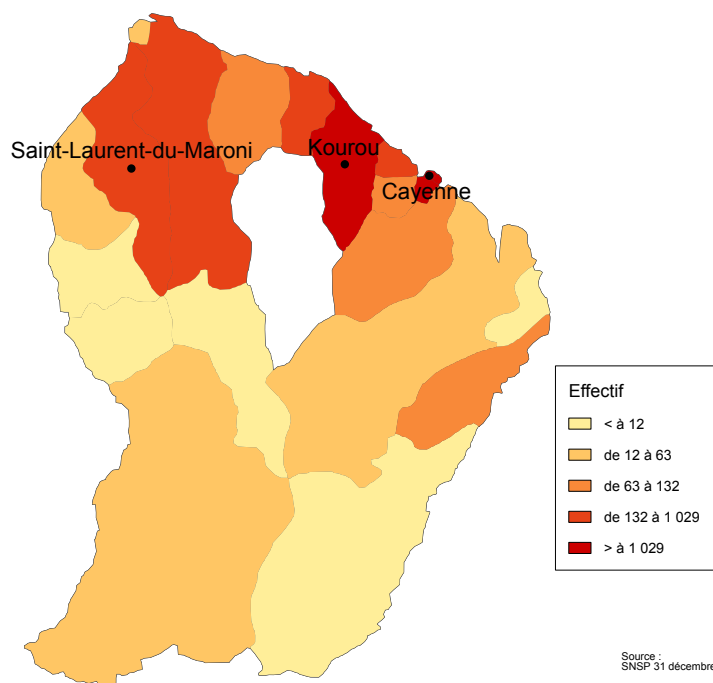 Saint-Laurent-du-Maroni
Kourou
Cayenne
Effectif
< à 12
de 12 à 63
de 63 à 132
de 132 à 1 029
> à 1 029
Source :
SNSP 31 décembre